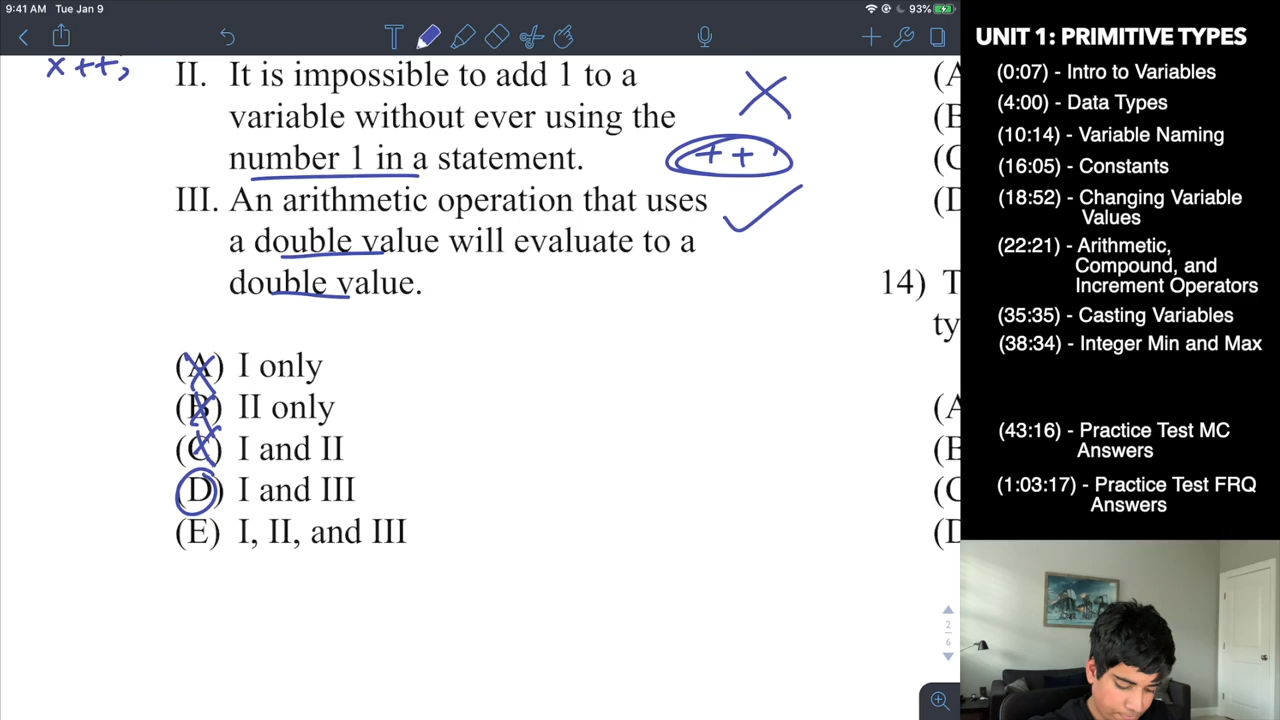 9:41 AM Tue Jan 9
93%
x++;
II. It is impossible to add 1 to a
variable without ever using the
number 1 in a statement.
++
III. An arithmetic operation that uses
a double value will evaluate to a
double value.
(A) I only
(B) II only
(C) I and II
(D) I and III
(E) I, II, and III
(A
(B
(C
(D
14) T
ty
(A
(B
(C
(D
2
6
UNIT 1: PRIMITIVE TYPES
(0:07) - Intro to Variables
(4:00) - Data Types
(10:14) - Variable Naming
(16:05) - Constants
(18:52) - Changing Variable
Values
(22:21) - Arithmetic,
Compound, and
Increment Operators
(35:35) - Casting Variables
(38:34) - Integer Min and Max
(43:16) - Practice Test MC
Answers
(1:03:17) - Practice Test FRQ
Answers